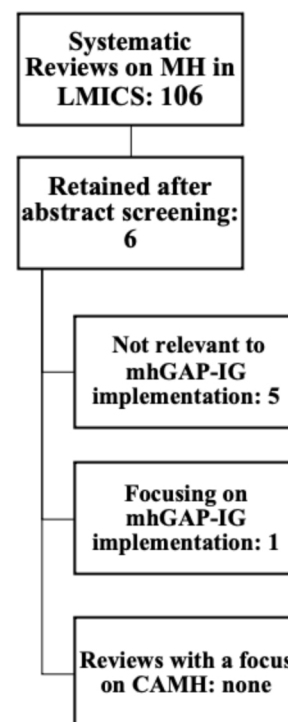 Systematic
Reviews on MH in
LMICS: 106
Retained after
abstract screening:
6
Not relevant to
mhGAP-IG
implementation: 5
Focusing on
mhGAP-IG
implementation: 1
Reviews with a focus
on CAMH: none